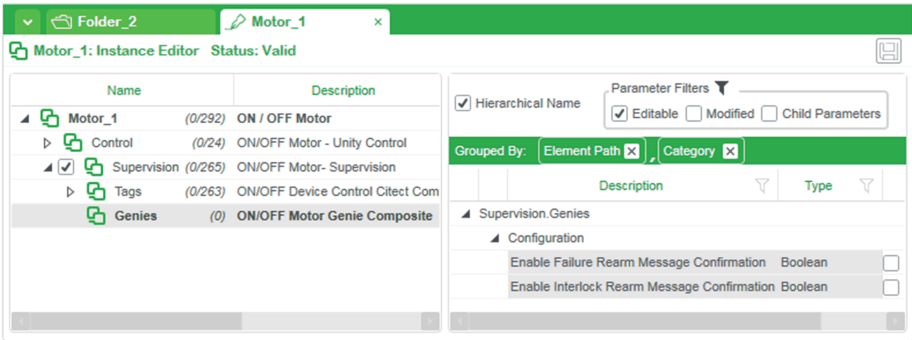 Folder_2 Motor_1
Motor_1: Instance Editor Status: Valid
Name Description
Motor_1 (0/292) ON / OFF Motor
Control (0/24) ON/OFF Motor - Unity Control
Supervision (0/265) ON/OFF Motor- Supervision
Tags (0/263) ON/OFF Device Control Citect Com
Genies (0) ON/OFF Motor Genie Composite
Hierarchical Name
Parameter Filters
Editable Modified Child Parameters
Grouped By: Element Path , Category
Description Type
Supervision.Genies
Configuration
Enable Failure Rearm Message Confirmation Boolean
Enable Interlock Rearm Message Confirmation Boolean